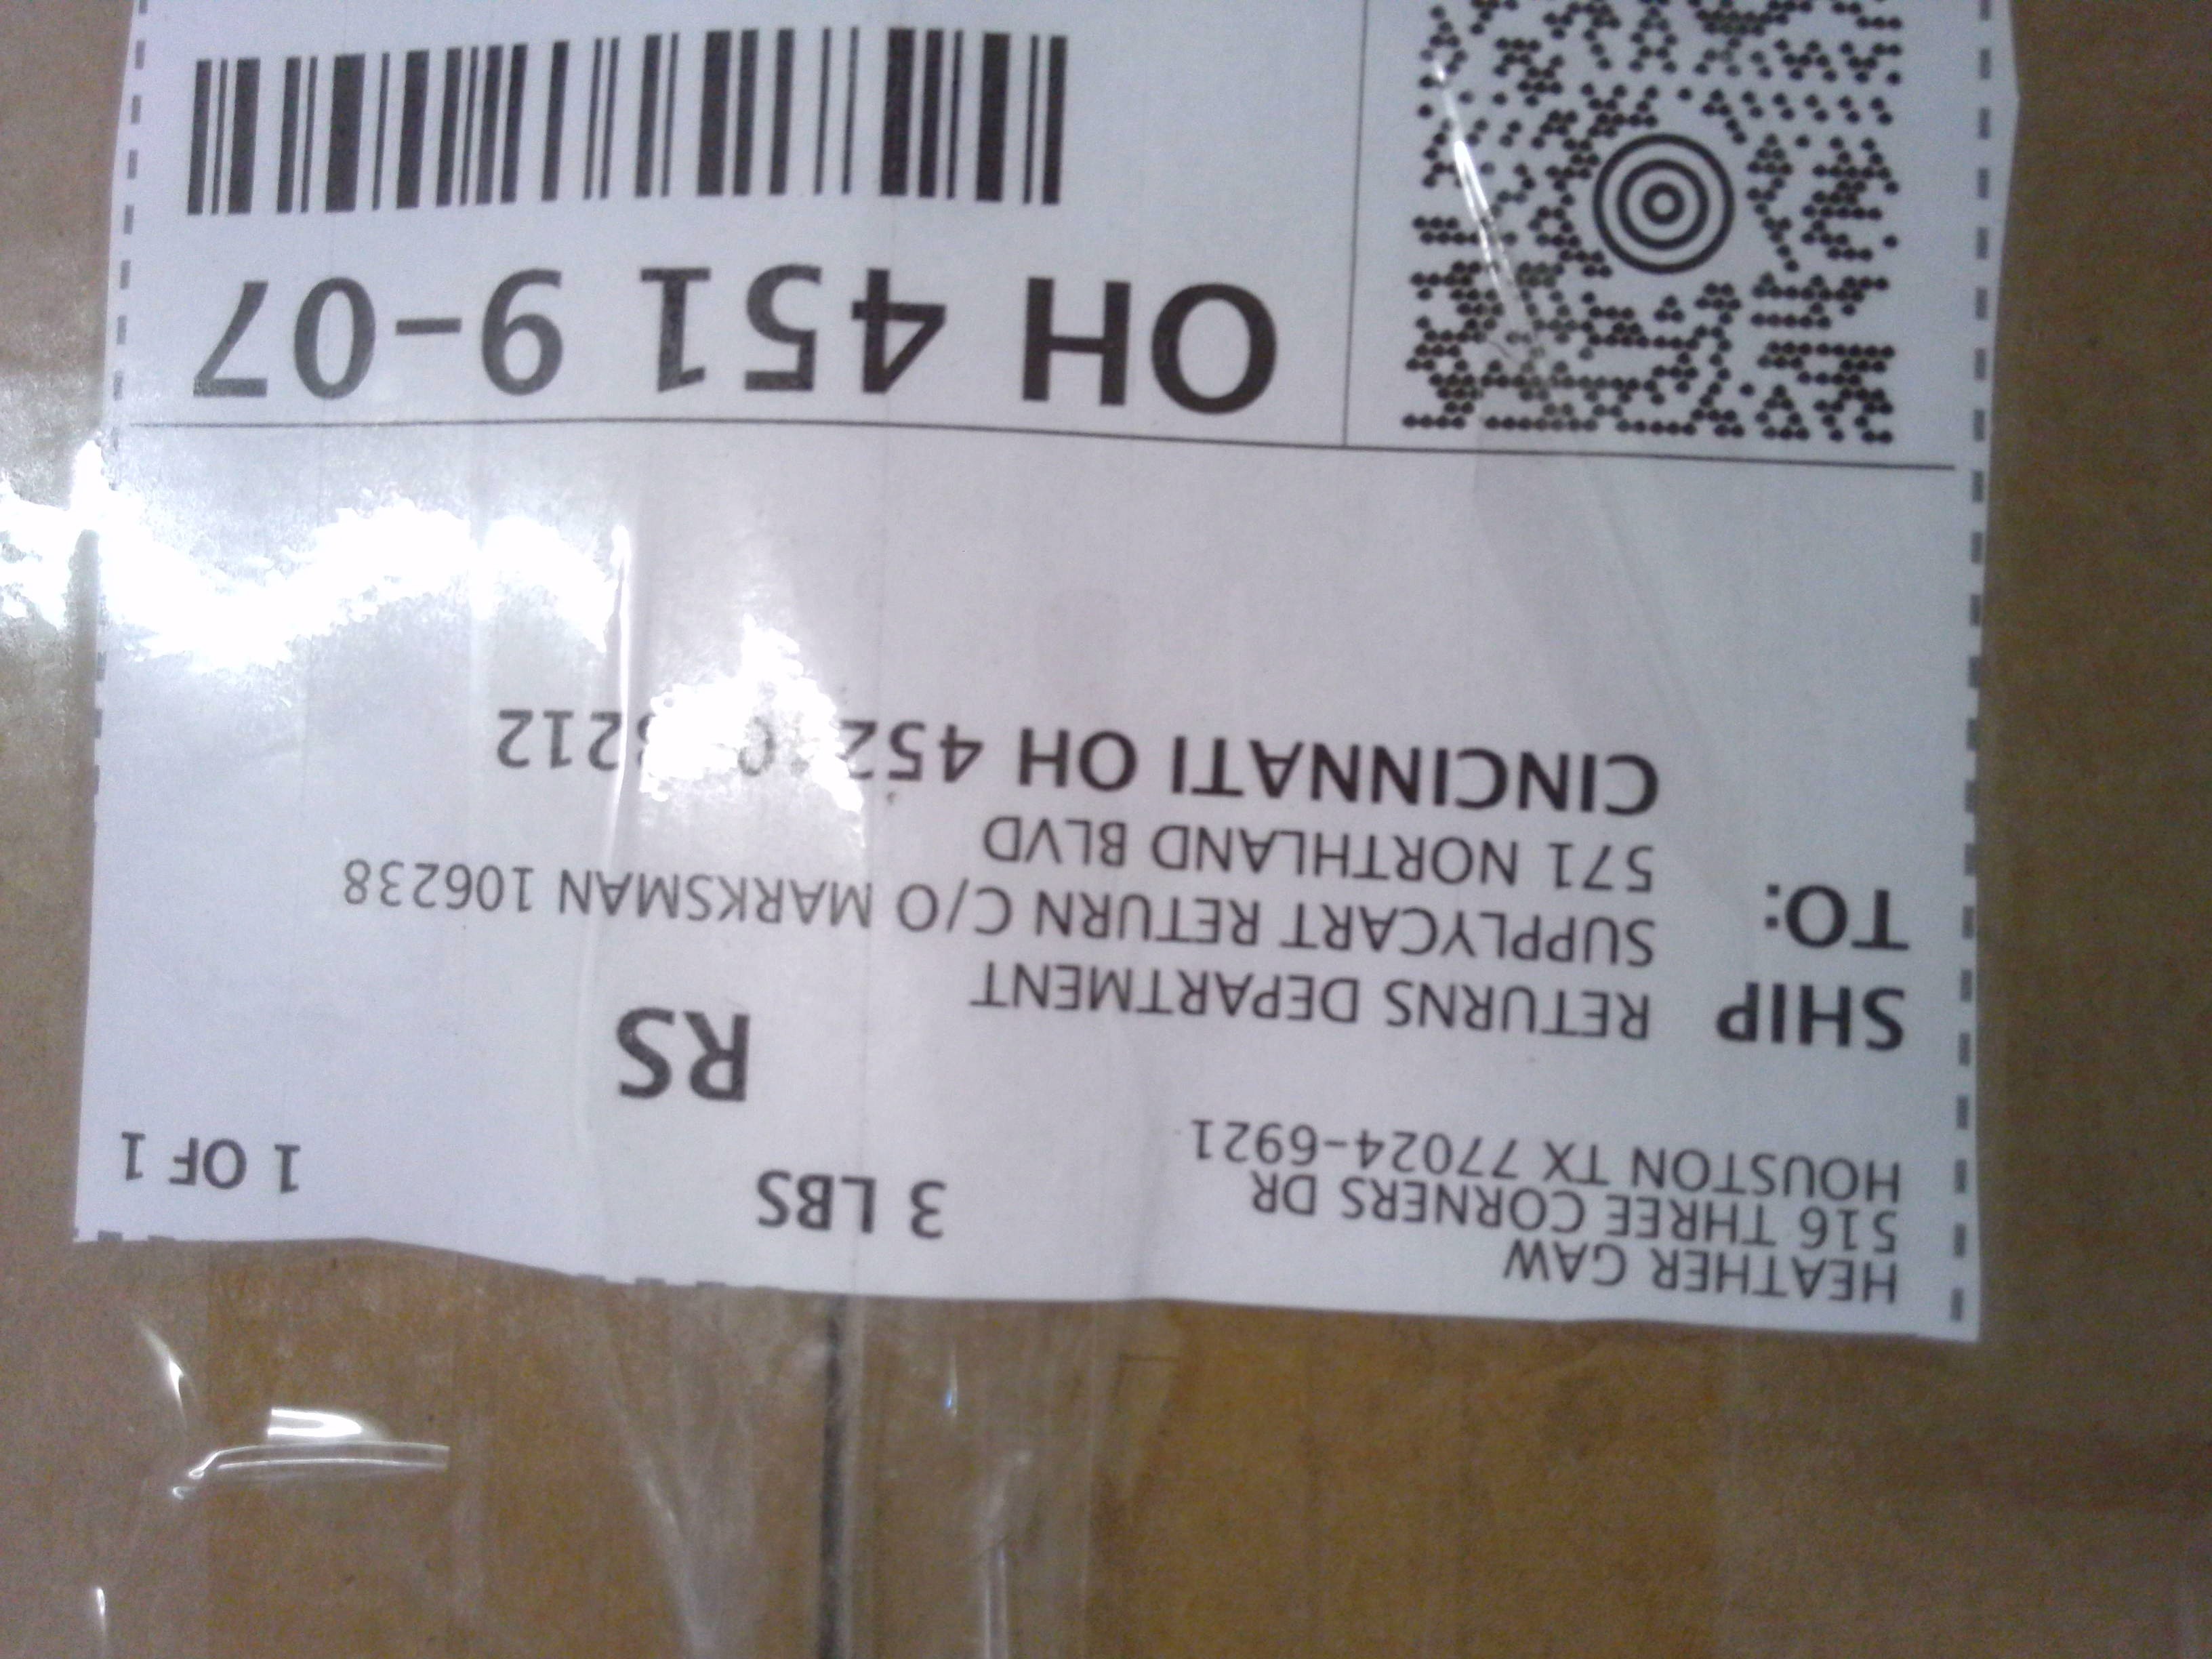 HEATHER GAW
516 THREE CORNERS DR
HOUSTON TX 77024-6921
3 LBS
1 OF 1
RS
SHIP TO:
RETURNS DEPARTMENT
SUPPLYCART RETURN C/O MARKSMAN 106238
571 NORTHLAND BLVD
CINCINNATI OH
OH 451 9-07